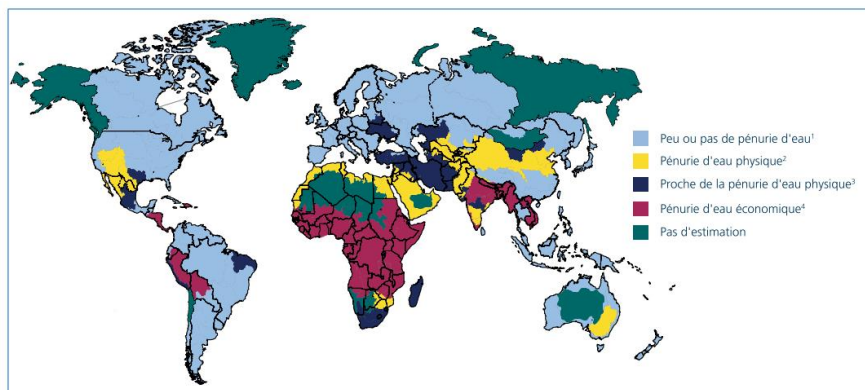 Peu ou pas de pénurie d'eau¹
Pénurie d'eau physique²
Proche de la pénurie d'eau physique³
Pénurie d'eau économique⁴
Pas d'estimation